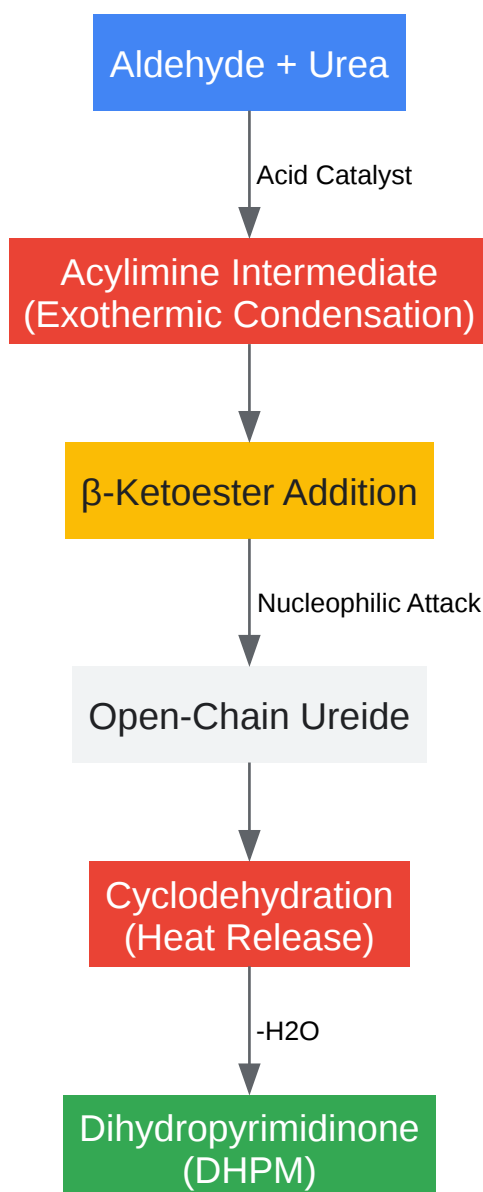 Aldehyde + Urea
Acid Catalyst
Acylimine Intermediate
(Exothermic Condensation)
β-Ketoester Addition
Nucleophilic Attack
Open-Chain Ureide
Cyclodehydration
(Heat Release)
-H2O
Dihydropyrimidinone
(DHPM)